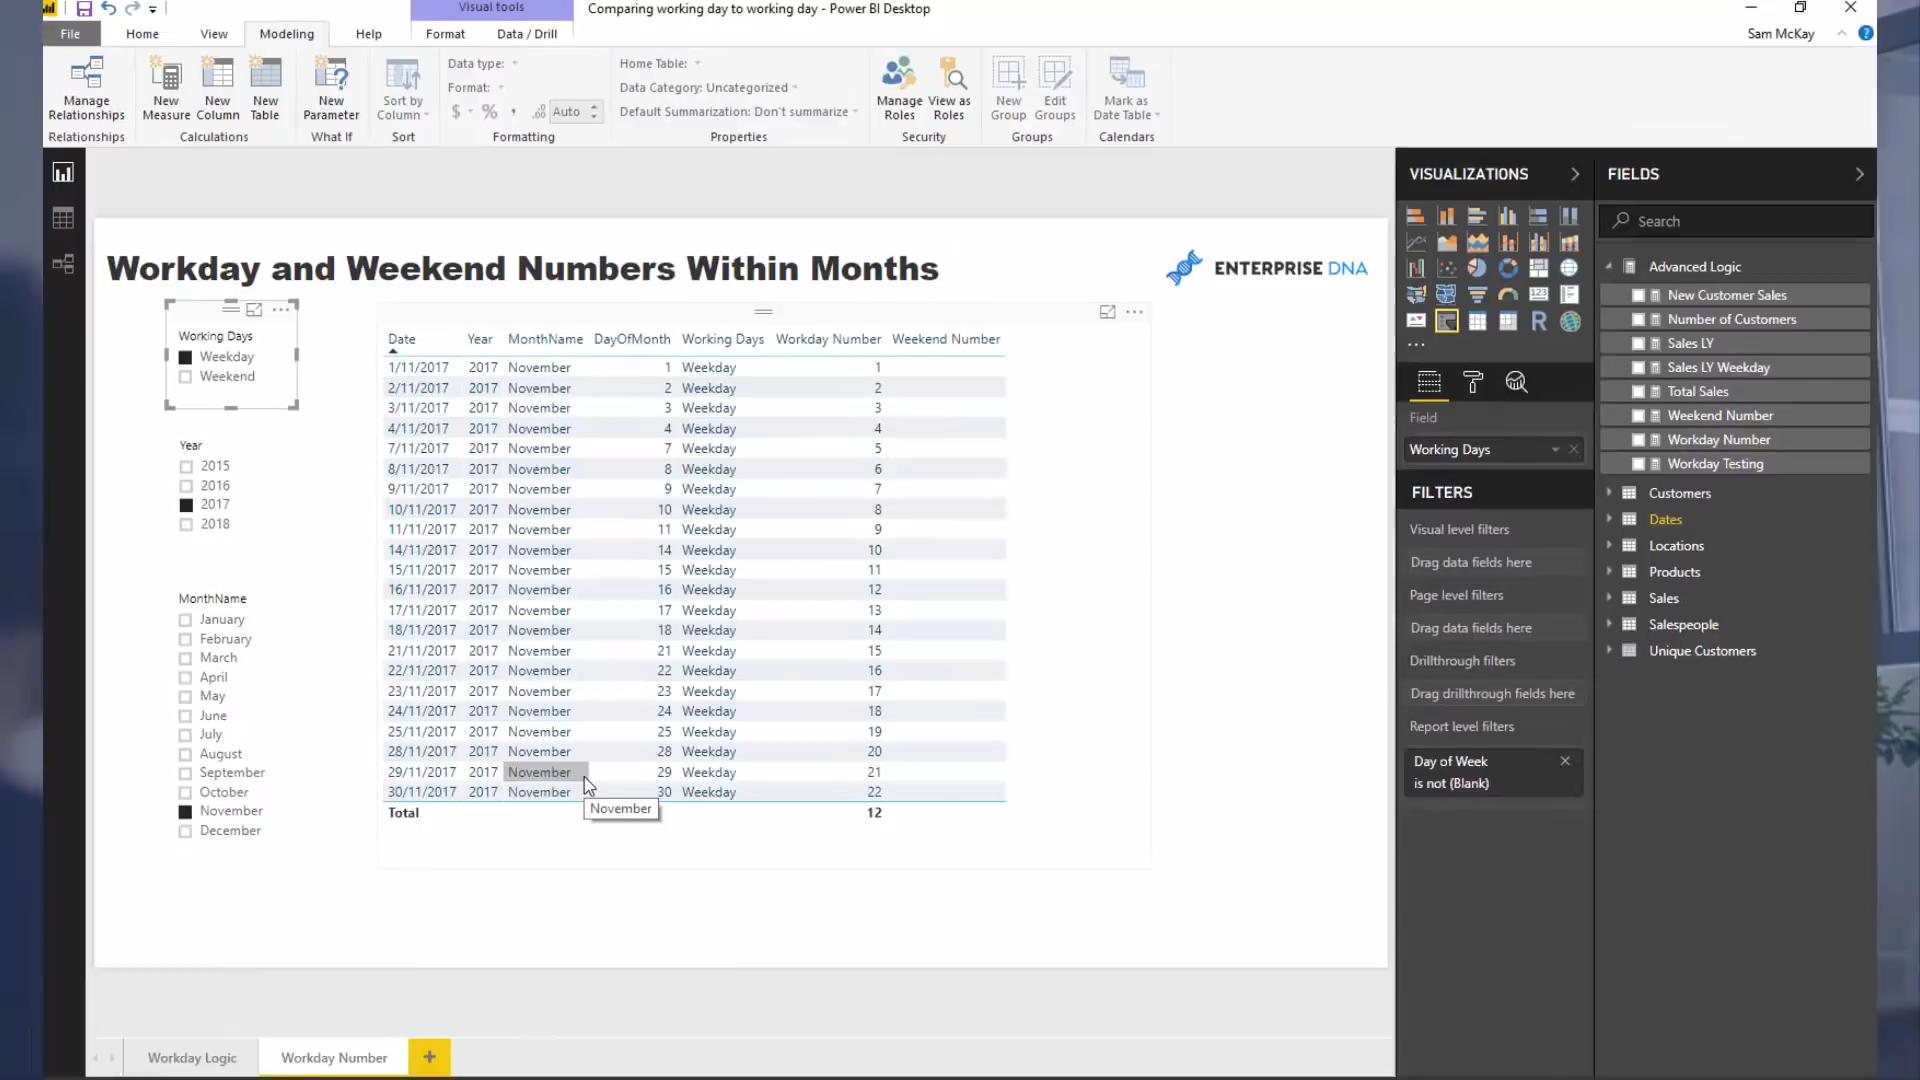 Visual tools
Comparing working day to working day - Power BI Desktop
File
Home
View
Modeling
Help
Format
Data / Drill
Sam McKay
Manage Relationships
Relationships
New Measure
New Column
New Table
Calculations
New Parameter
What If
Sort by Column
Sort
Data type:
Format:
$ % , .00 Auto
Formatting
Home Table:
Data Category: Uncategorized
Default Summarization: Don't summarize
Properties
Manage Roles
View as Roles
Security
New Group
Edit Groups
Groups
Mark as Date Table
Calendars
Workday and Weekend Numbers Within Months
ENTERPRISE DNA
Working Days
Weekday
Weekend
Year
2015
2016
2017
2018
MonthName
January
February
March
April
May
June
July
August
September
October
November
December
Date Year MonthName DayOfMonth Working Days Workday Number Weekend Number
1/11/2017 2017 November 1 Weekday 1
2/11/2017 2017 November 2 Weekday 2
3/11/2017 2017 November 3 Weekday 3
4/11/2017 2017 November 4 Weekday 4
7/11/2017 2017 November 7 Weekday 5
8/11/2017 2017 November 8 Weekday 6
9/11/2017 2017 November 9 Weekday 7
10/11/2017 2017 November 10 Weekday 8
11/11/2017 2017 November 11 Weekday 9
14/11/2017 2017 November 14 Weekday 10
15/11/2017 2017 November 15 Weekday 11
16/11/2017 2017 November 16 Weekday 12
17/11/2017 2017 November 17 Weekday 13
18/11/2017 2017 November 18 Weekday 14
21/11/2017 2017 November 21 Weekday 15
22/11/2017 2017 November 22 Weekday 16
23/11/2017 2017 November 23 Weekday 17
24/11/2017 2017 November 24 Weekday 18
25/11/2017 2017 November 25 Weekday 19
28/11/2017 2017 November 28 Weekday 20
29/11/2017 2017 November 29 Weekday 21
30/11/2017 2017 November 30 Weekday 22
November
Total 12
VISUALIZATIONS
Field
Working Days
FILTERS
Visual level filters
Drag data fields here
Page level filters
Drag data fields here
Drillthrough filters
Drag drillthrough fields here
Report level filters
Day of Week
is not (Blank)
FIELDS
Search
Advanced Logic
New Customer Sales
Number of Customers
Sales LY
Sales LY Weekday
Total Sales
Weekend Number
Workday Number
Workday Testing
Customers
Dates
Locations
Products
Sales
Salespeople
Unique Customers
Workday Logic
Workday Number